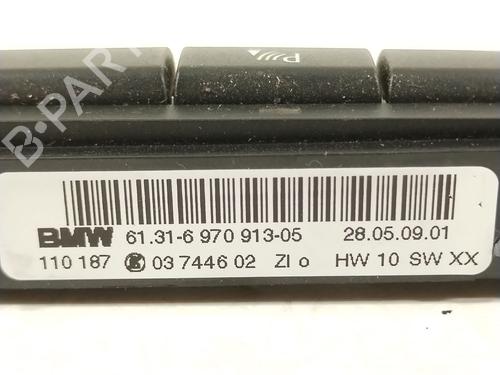 P
B-PARTS
BMW 61.31-6 970 913-05 28.05.09.01
110 187 K 03 7446 02 ZI o HW 10 SW XX